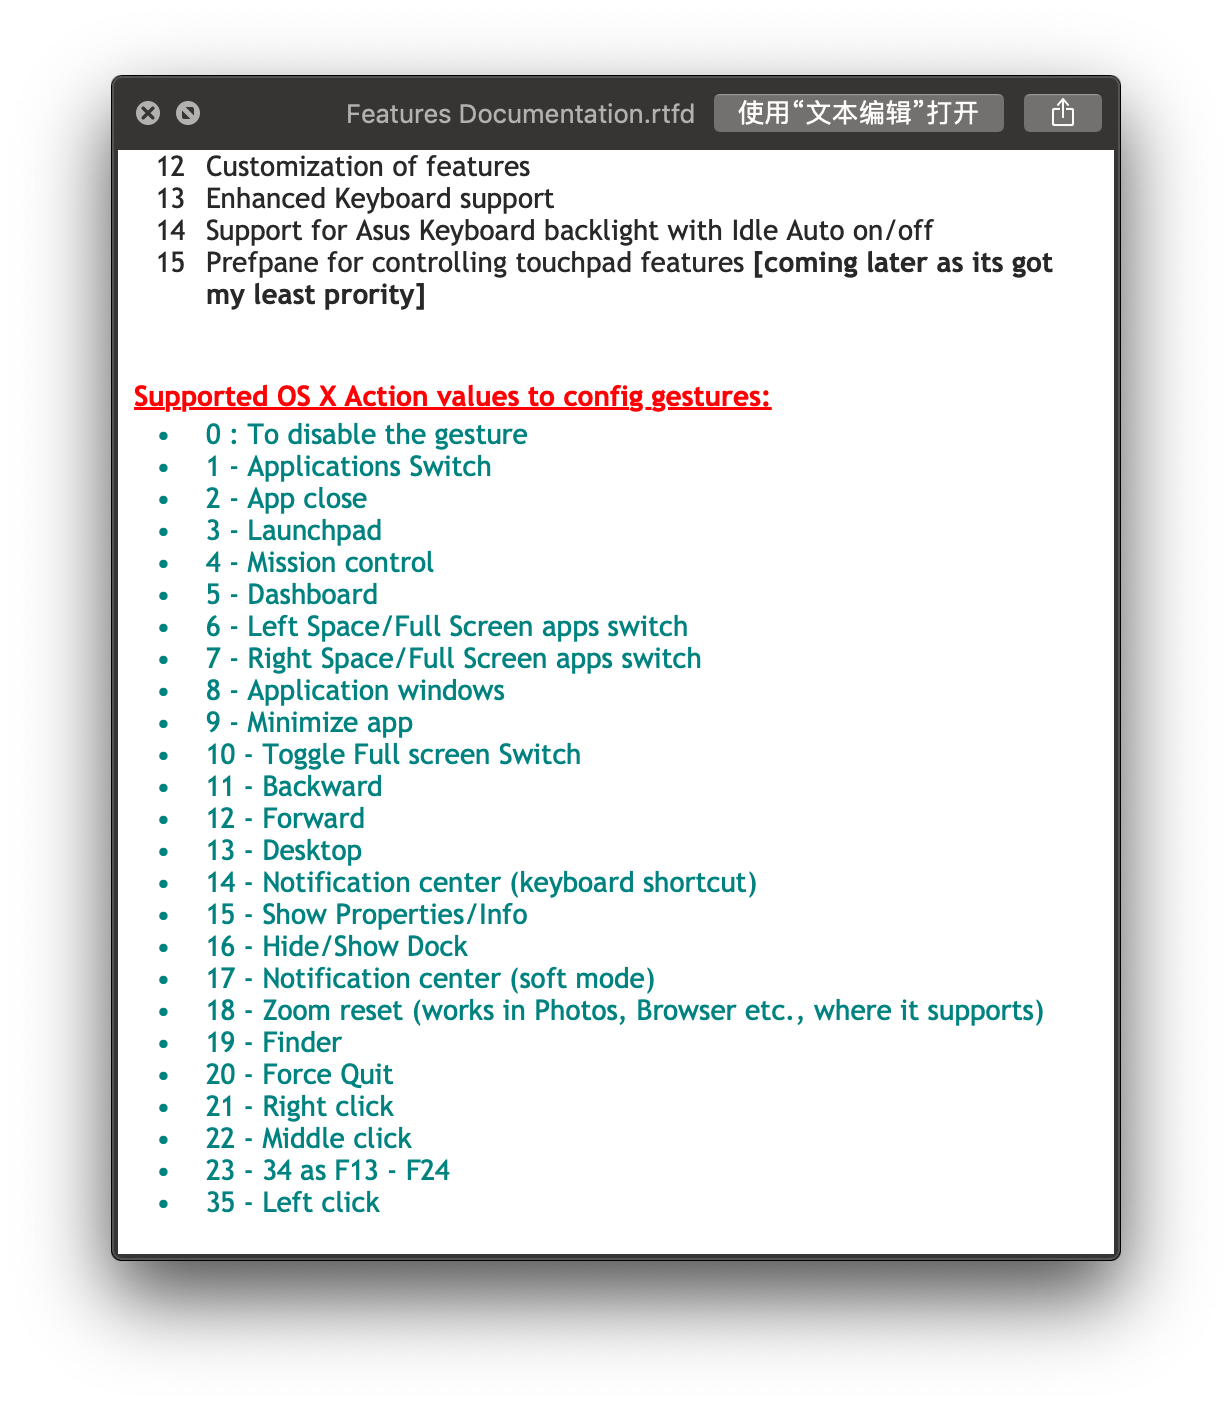 Features Documentation.rtfd 使用“文本编辑”打开
12 Customization of features
13 Enhanced Keyboard support
14 Support for Asus Keyboard backlight with Idle Auto on/off
15 Prefpane for controlling touchpad features [coming later as its got
my least prority]
Supported OS X Action values to config gestures:
• 0 : To disable the gesture
• 1 - Applications Switch
• 2 - App close
• 3 - Launchpad
• 4 - Mission control
• 5 - Dashboard
• 6 - Left Space/Full Screen apps switch
• 7 - Right Space/Full Screen apps switch
• 8 - Application windows
• 9 - Minimize app
• 10 - Toggle Full screen Switch
• 11 - Backward
• 12 - Forward
• 13 - Desktop
• 14 - Notification center (keyboard shortcut)
• 15 - Show Properties/Info
• 16 - Hide/Show Dock
• 17 - Notification center (soft mode)
• 18 - Zoom reset (works in Photos, Browser etc., where it supports)
• 19 - Finder
• 20 - Force Quit
• 21 - Right click
• 22 - Middle click
• 23 - 34 as F13 - F24
• 35 - Left click